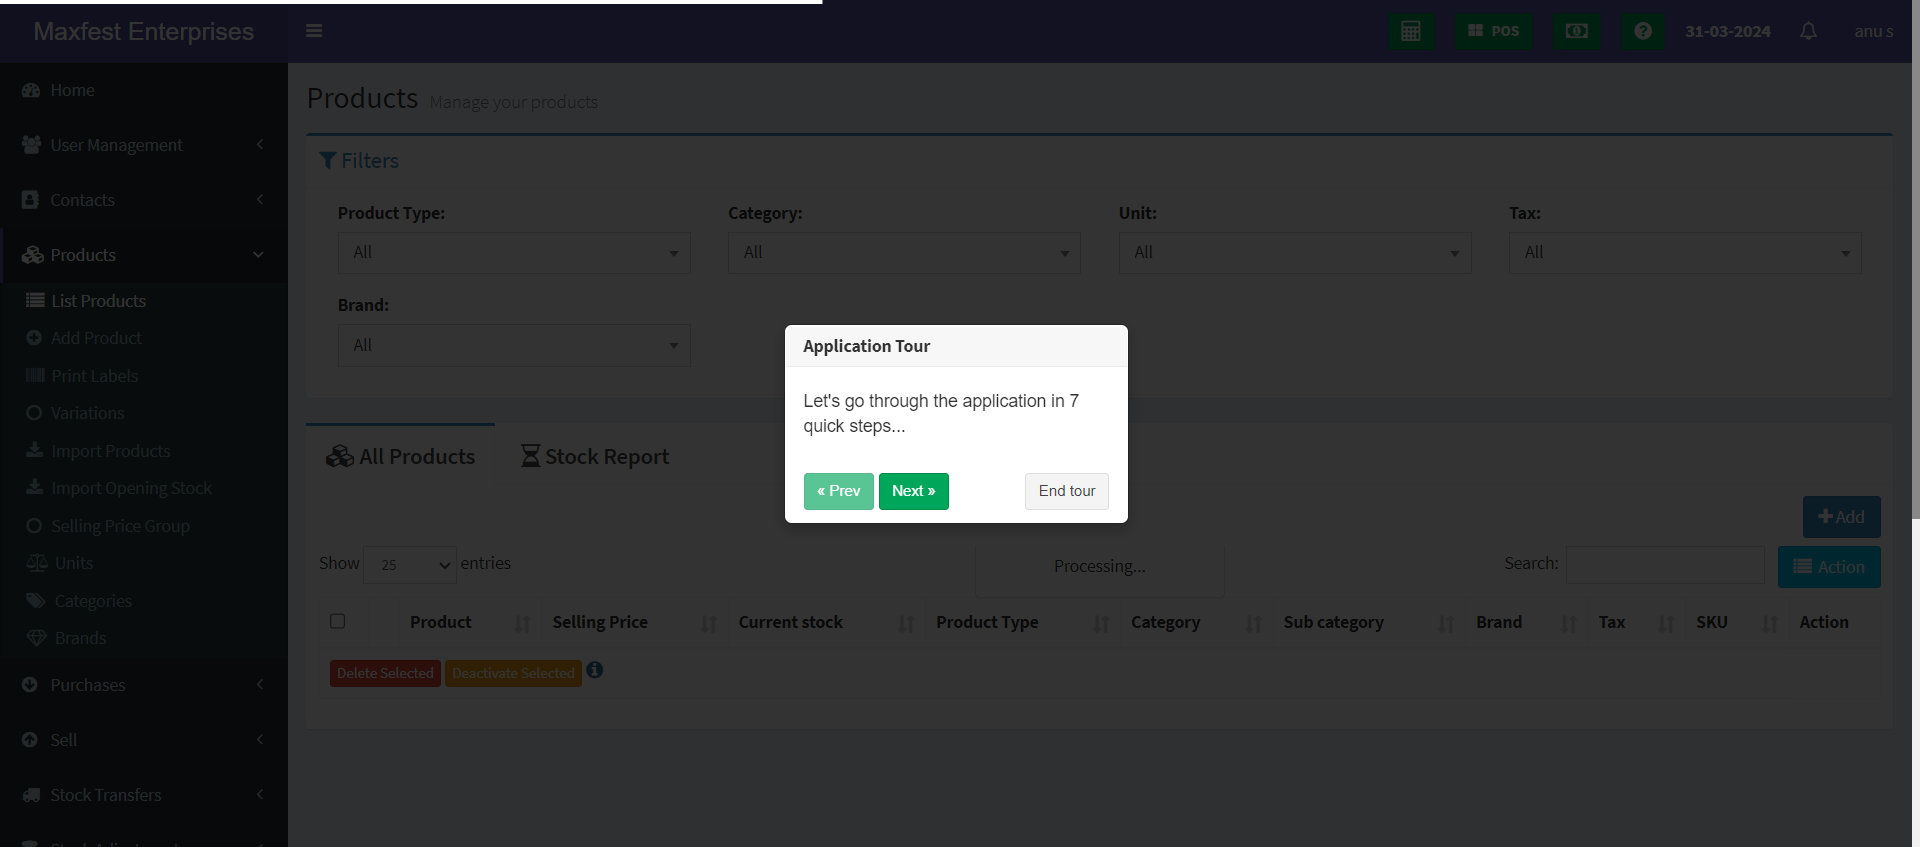 Maxfest Enterprises
POS
31-03-2024
anu s
Home
User Management
Contacts
Products
List Products
Add Product
Print Labels
Variations
Import Products
Import Opening Stock
Selling Price Group
Units
Categories
Brands
Purchases
Sell
Stock Transfers
Products Manage your products
Filters
Product Type: Category: Unit: Tax:
All All All All
Brand:
All
Application Tour
Let's go through the application in 7
quick steps...
« Prev Next » End tour
All Products Stock Report
Add
Show 25 entries Processing... Search: Action
Product Selling Price Current stock Product Type Category Sub category Brand Tax SKU Action
Delete Selected Deactivate Selected